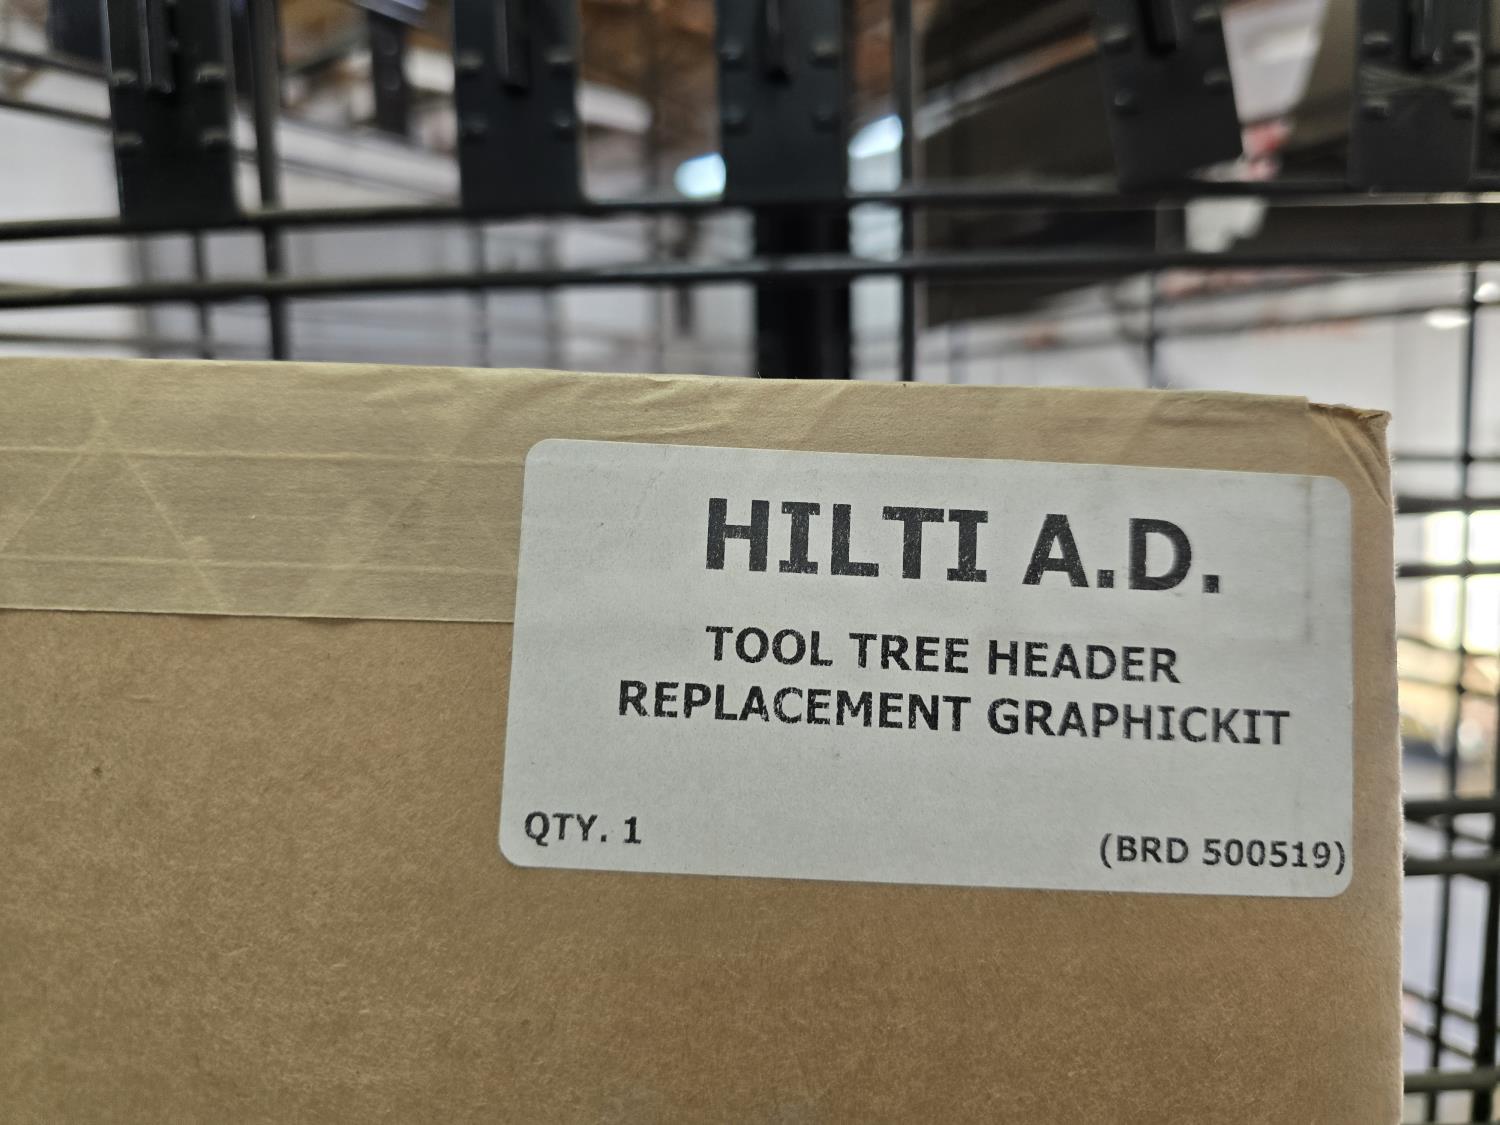 HILTI A.D.
TOOL TREE HEADER
REPLACEMENT GRAPHICKIT
QTY. 1 (BRD 500519)